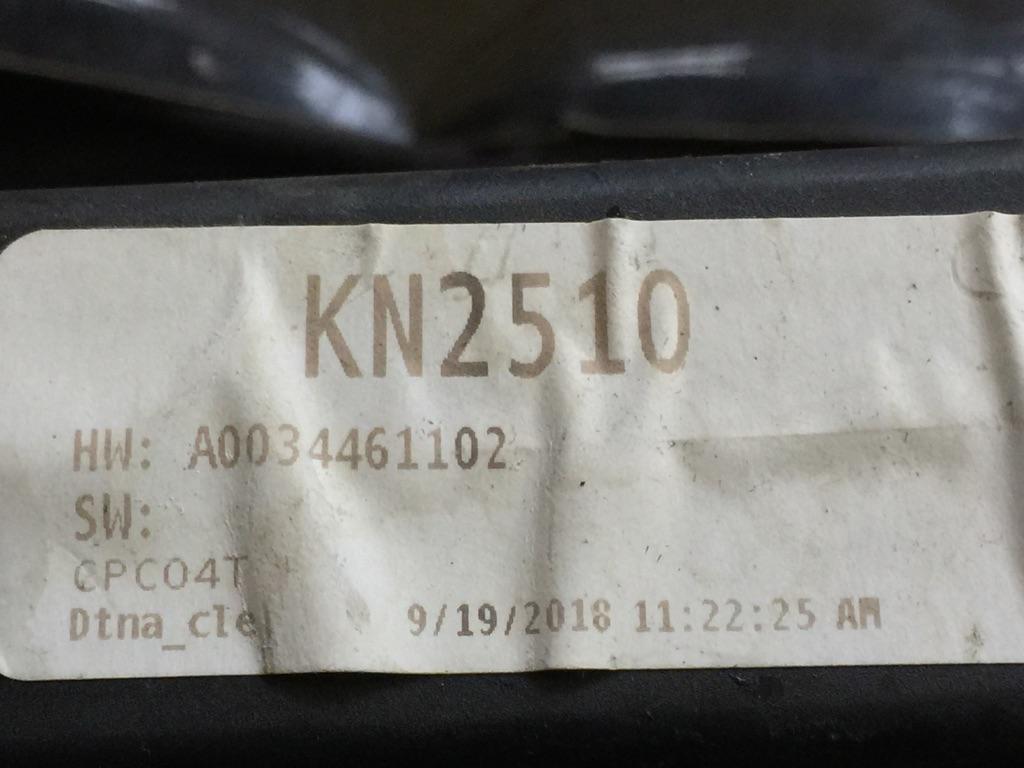 KN2510
HW: A0034461102
SW:
CPC04T
Dtna_cle 9/19/2018 11:22:25 AM